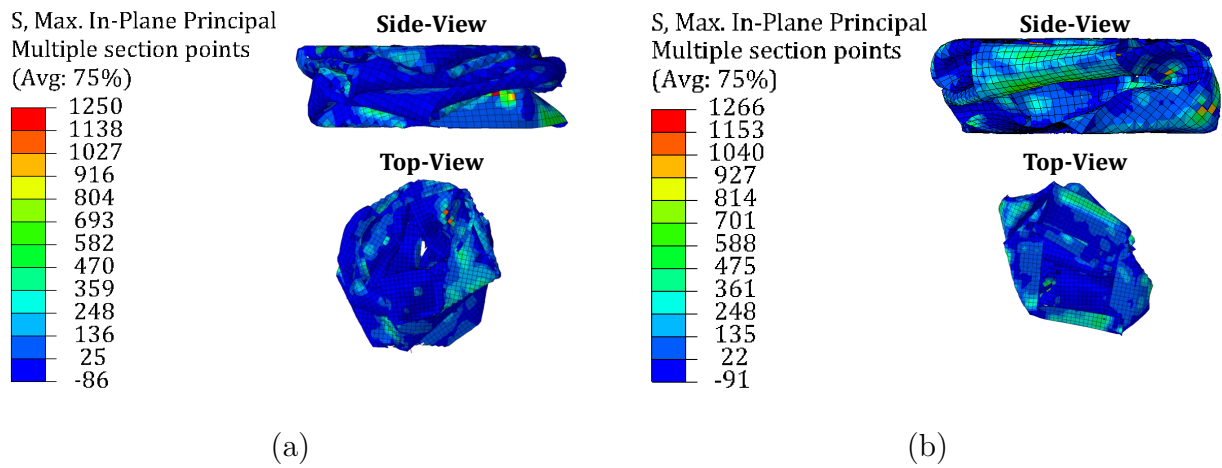 S, Max. In-Plane Principal
Multiple section points
(Avg: 75%)
1250
1138
1027
916
804
693
582
470
359
248
136
25
-86
Side-View
Top-View
(a)
S, Max. In-Plane Principal
Multiple section points
(Avg: 75%)
1266
1153
1040
927
814
701
588
475
361
248
135
22
-91
Side-View
Top-View
(b)